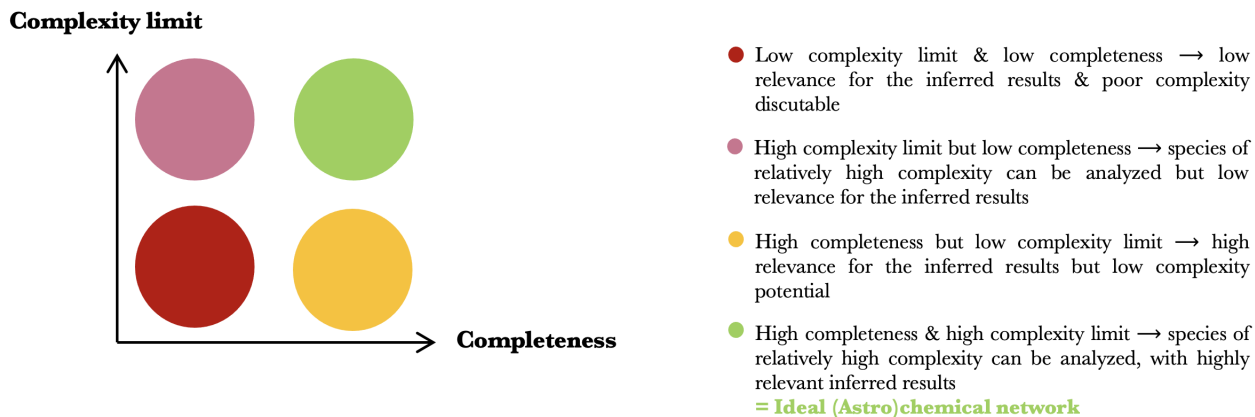 Complexity limit
Completeness
Low complexity limit & low completeness → low
relevance for the inferred results & poor complexity
discutable
High complexity limit but low completeness → species of
relatively high complexity can be analyzed but low
relevance for the inferred results
High completeness but low complexity limit → high
relevance for the inferred results but low complexity
potential
High completeness & high complexity limit → species of
relatively high complexity can be analyzed, with highly
relevant inferred results
= Ideal (Astro)chemical network